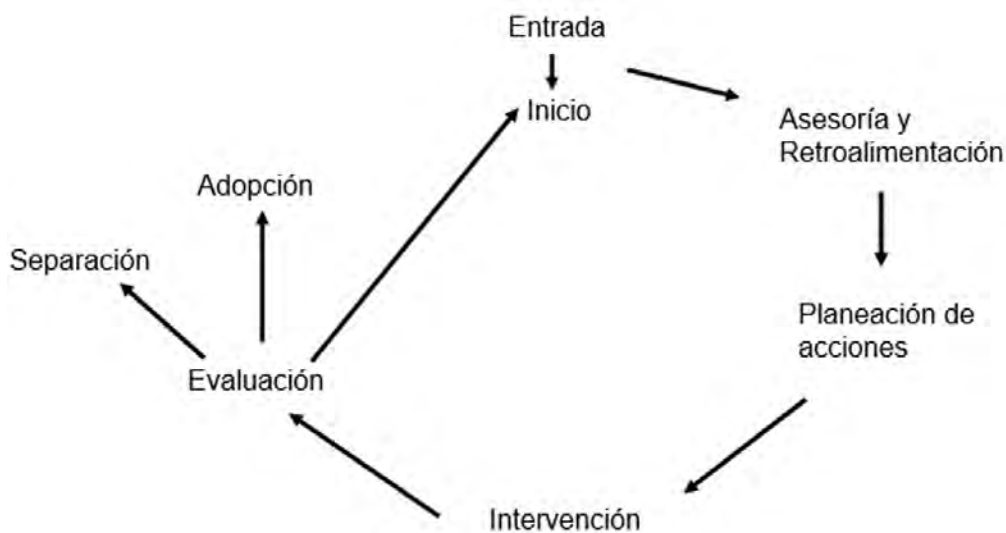 Entrada
Inicio
Asesoría y
Retroalimentación
Planeación de
acciones
Intervención
Evaluación
Adopción
Separación